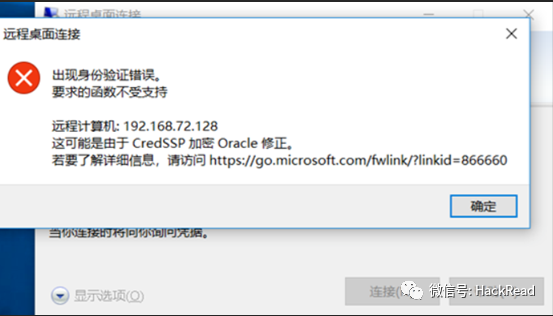 远程桌面连接
远程桌面连接
出现身份验证错误。
要求的函数不受支持
远程计算机: 192.168.72.128
这可能是由于 CredSSP 加密 Oracle 修正。
若要了解详细信息，请访问 https://go.microsoft.com/fwlink/?linkid=866660
确定
当你连接时将向你询问凭据。
显示选项(O)
连接(
微信号: HackRead